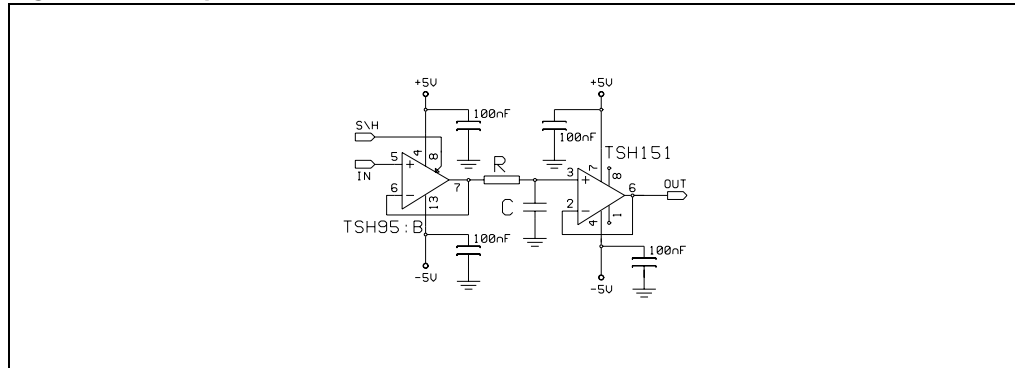 +5V
+5V
100nF
100nF
S\H
IN
5
4
8
6
7
13
TSH95:B
R
C
3
2
7
8
TSH151
6
OUT
1
4
100nF
100nF
-5V
-5V